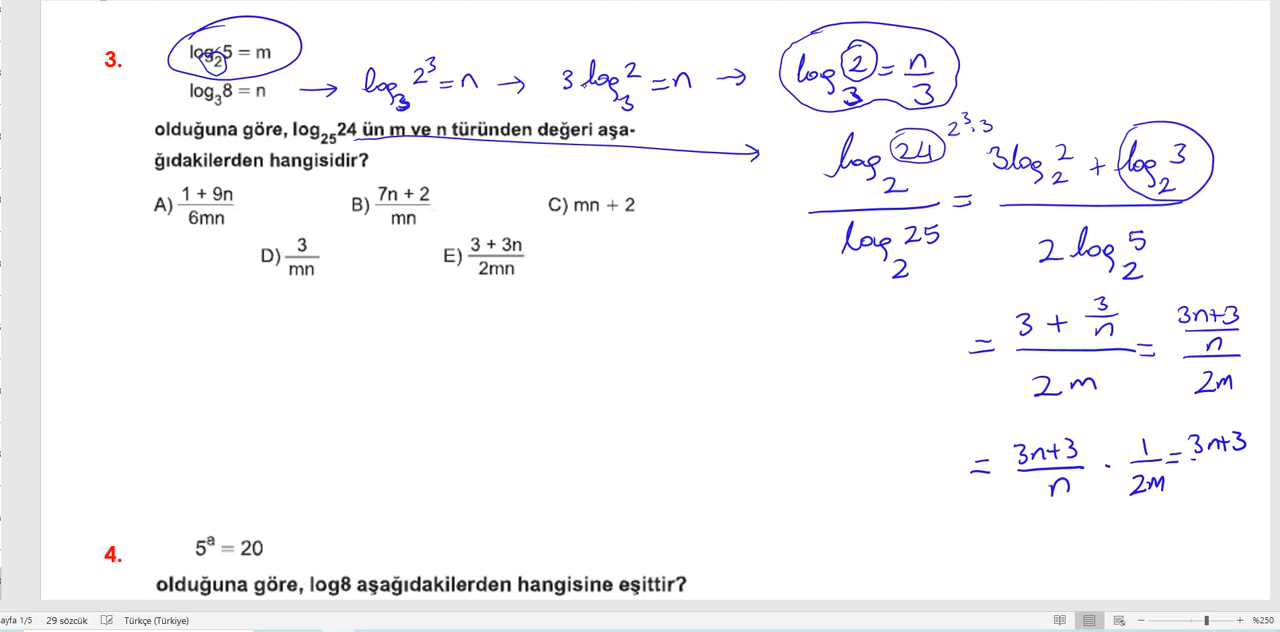 3. log₂5 = m
log₃8 = n → log₃2³ = n → 3log₃2 = n → log₃2 = n/3
olduğuna göre, log₂₅24 ün m ve n türünden değeri aşa-
ğıdakilerden hangisidir?
A) (1 + 9n)/(6mn) B) (7n + 2)/(mn) C) mn + 2
D) 3/(mn) E) (3 + 3n)/(2mn)
2³.3
log₂24 / log₂25 = (3log₂2 + log₂3) / (2log₂5)
= (3 + 3/n) / 2m = ((3n+3)/n) / 2m
= (3n+3)/n · 1/2m = 3n+3
4. 5ᵃ = 20
olduğuna göre, log8 aşağıdakilerden hangisine eşittir?
ayfa 1/5 29 sözcük Türkçe (Türkiye) − + %250